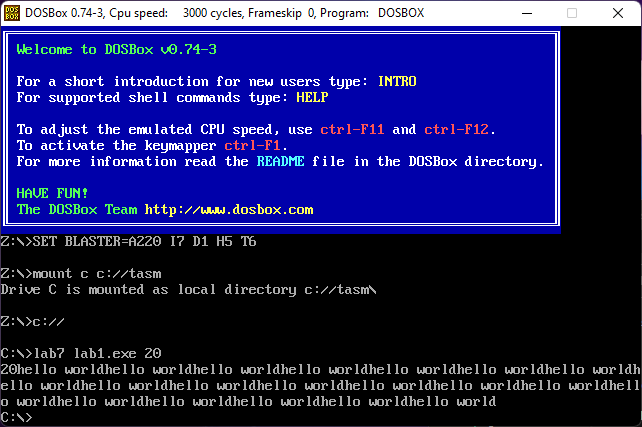 DOSBox 0.74-3, Cpu speed: 3000 cycles, Frameskip 0, Program: DOSBOX
DOS
BOX
Welcome to DOSBox v0.74-3
For a short introduction for new users type: INTRO
For supported shell commands type: HELP
To adjust the emulated CPU speed, use ctrl-F11 and ctrl-F12.
To activate the keymapper ctrl-F1.
For more information read the README file in the DOSBox directory.
HAVE FUN!
The DOSBox Team http://www.dosbox.com
Z:\>SET BLASTER=A220 I7 D1 H5 T6
Z:\>mount c c://tasm
Drive C is mounted as local directory c://tasm\
Z:\>c://
C:\>lab7 lab1.exe 20
20hello worldhello worldhello worldhello worldhello worldhello worldhello worldh
ello worldhello worldhello worldhello worldhello worldhello worldhello worldhell
o worldhello worldhello worldhello worldhello worldhello world
C:\>